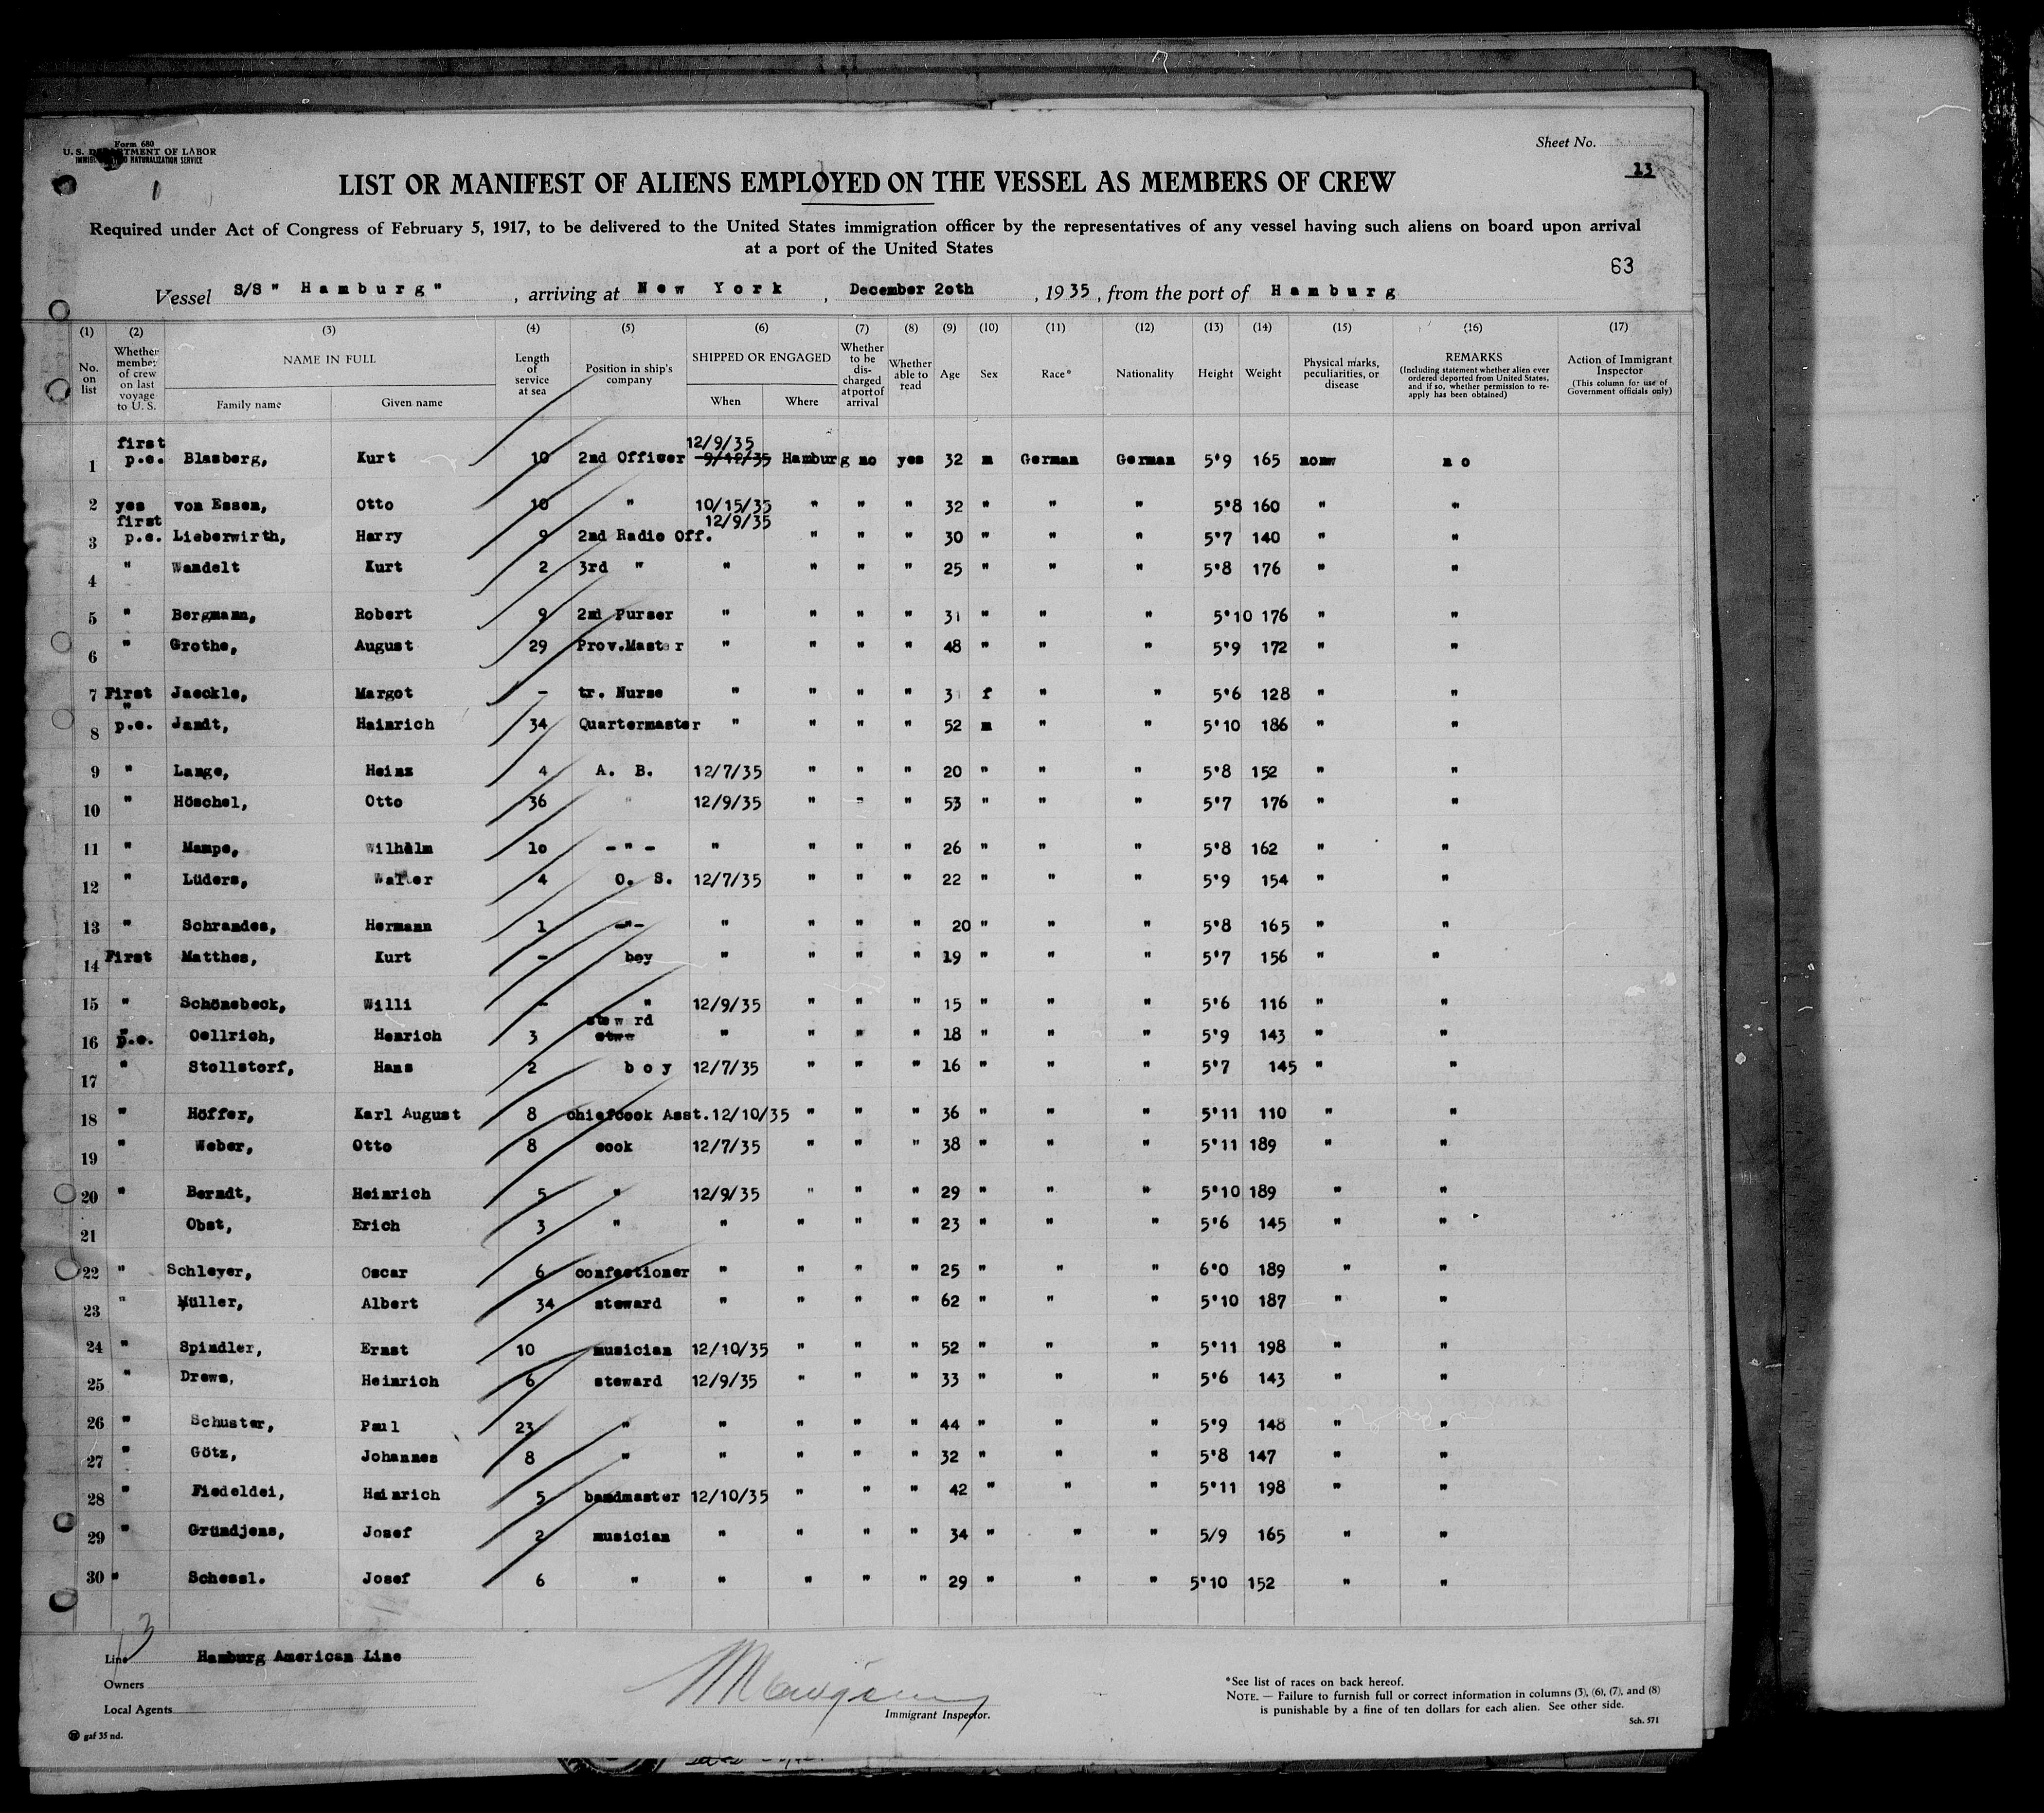 Form 680
U. S. DEPARTMENT OF LABOR
IMMIGRATION AND NATURALIZATION SERVICE
Sheet No.
13
1
LIST OR MANIFEST OF ALIENS EMPLOYED ON THE VESSEL AS MEMBERS OF CREW
Required under Act of Congress of February 5, 1917, to be delivered to the United States immigration officer by the representatives of any vessel having such aliens on board upon arrival
at a port of the United States
63
Vessel S/S " Hamburg" , arriving at New York , December 2oth , 1935 , from the port of Hamburg
(1) (2) (3) (4) (5) (6) (7) (8) (9) (10) (11) (12) (13) (14) (15) (16) (17)
No. on list Whether member of crew on last voyage to U. S. NAME IN FULL Family name Given name Length of service at sea Position in ship's company SHIPPED OR ENGAGED When Where Whether to be discharged at port of arrival Whether able to read Age Sex Race* Nationality Height Weight Physical marks, peculiarities, or disease REMARKS (Including statement whether alien ever ordered deported from United States, and if so, whether permission to reapply has been obtained) Action of Immigrant Inspector (This column for use of Government officials only)
1 first p.e. Blasberg, Kurt 10 2nd Officer 12/9/35 9/12/35 Hamburg no yes 32 m German German 5'9 165 nonw no
2 yes von Essen, Otto 10 " 10/15/35 " " " 32 " " " 5'8 160 " "
3 first p.e. Lieberwirth, Harry 9 2nd Radio Off. 12/9/35 " " " 30 " " " 5'7 140 " "
4 " Wandelt Kurt 2 3rd " " " " " 25 " " " 5'8 176 " "
5 " Bergmann, Robert 9 2nd Purser " " " " 31 " " " 5'10 176 " "
6 " Grothe, August 29 Prov.Master " " " " 48 " " " 5'9 172 " "
7 First Jaeckle, Margot - tr. Nurse " " " " 3 f " " 5'6 128 " "
8 " p.e. Jandt, Hainrich 34 Quartermaster " " " " 52 m " " 5'10 186 " "
9 " Lange, Heinz 4 A. B. 12/7/35 " " " 20 " " " 5'8 152 " "
10 " Höschel, Otto 36 " 12/9/35 " " " 53 " " " 5'7 176 " "
11 " Mampe, Wilhelm 1o -"- " " " " 26 " " " 5'8 162 " "
12 " Lüders, Walter 4 O. S. 12/7/35 " " " 22 " " " 5'9 154 " "
13 " Schrandes, Hermann 1 -"- " " " " 20 " " " 5'8 165 " "
14 First Matthes, Kurt - boy " " " " 19 " " " 5'7 156 " "
15 " Schönebeck, Willi - " 12/9/35 " " " 15 " " " 5'6 116 " "
16 " p.e. Oellrich, Henrich 3 stew rd stww " " " " 18 " " " 5'9 143 " "
17 " Stollstorf, Hans 2 boy 12/7/35 " " " 16 " " " 5'7 145 " "
18 " Höffer, Karl August 8 chiefcook Asst. 12/10/35 " " " 36 " " " 5'11 110 " "
19 " Weber, Otto 8 cook 12/7/35 " " " 38 " " " 5'11 189 " "
20 " Berndt, Heinrich 5 " 12/9/35 " " " 29 " " " 5'10 189 " "
21 Obst, Erich 3 " " " " " 23 " " " 5'6 145 " "
22 " Schleyer, Oscar 6 confectioner " " " " 25 " " " 6'0 189 " "
23 " Müller, Albert 34 steward " " " " 62 " " " 5'10 187 " "
24 " Spindler, Ernst 10 musician 12/10/35 " " " 52 " " " 5'11 198 " "
25 " Drews, Heinrich 6 steward 12/9/35 " " " 33 " " " 5'6 143 " "
26 " Schuster, Paul 23 " " " " " 44 " " " 5'9 148 " "
27 " Götz, Johannes 8 " " " " " 32 " " " 5'8 147 " "
28 " Fiedeldei, Heinrich 5 bandmaster 12/10/35 " " " 42 " " " 5'11 198 " "
29 " Gründjens, Josef 2 musician " " " " 34 " " " 5/9 165 " "
30 " Schessl. Josef 6 " " " " " 29 " " " 5'10 152 " "
13
Line Hamburg American Line
Owners
Local Agents
gaf 35 nd.
Immigrant Inspector.
*See list of races on back hereof.
NOTE. — Failure to furnish full or correct information in columns (3), (6), (7), and (8)
is punishable by a fine of ten dollars for each alien. See other side.
Sch. 571